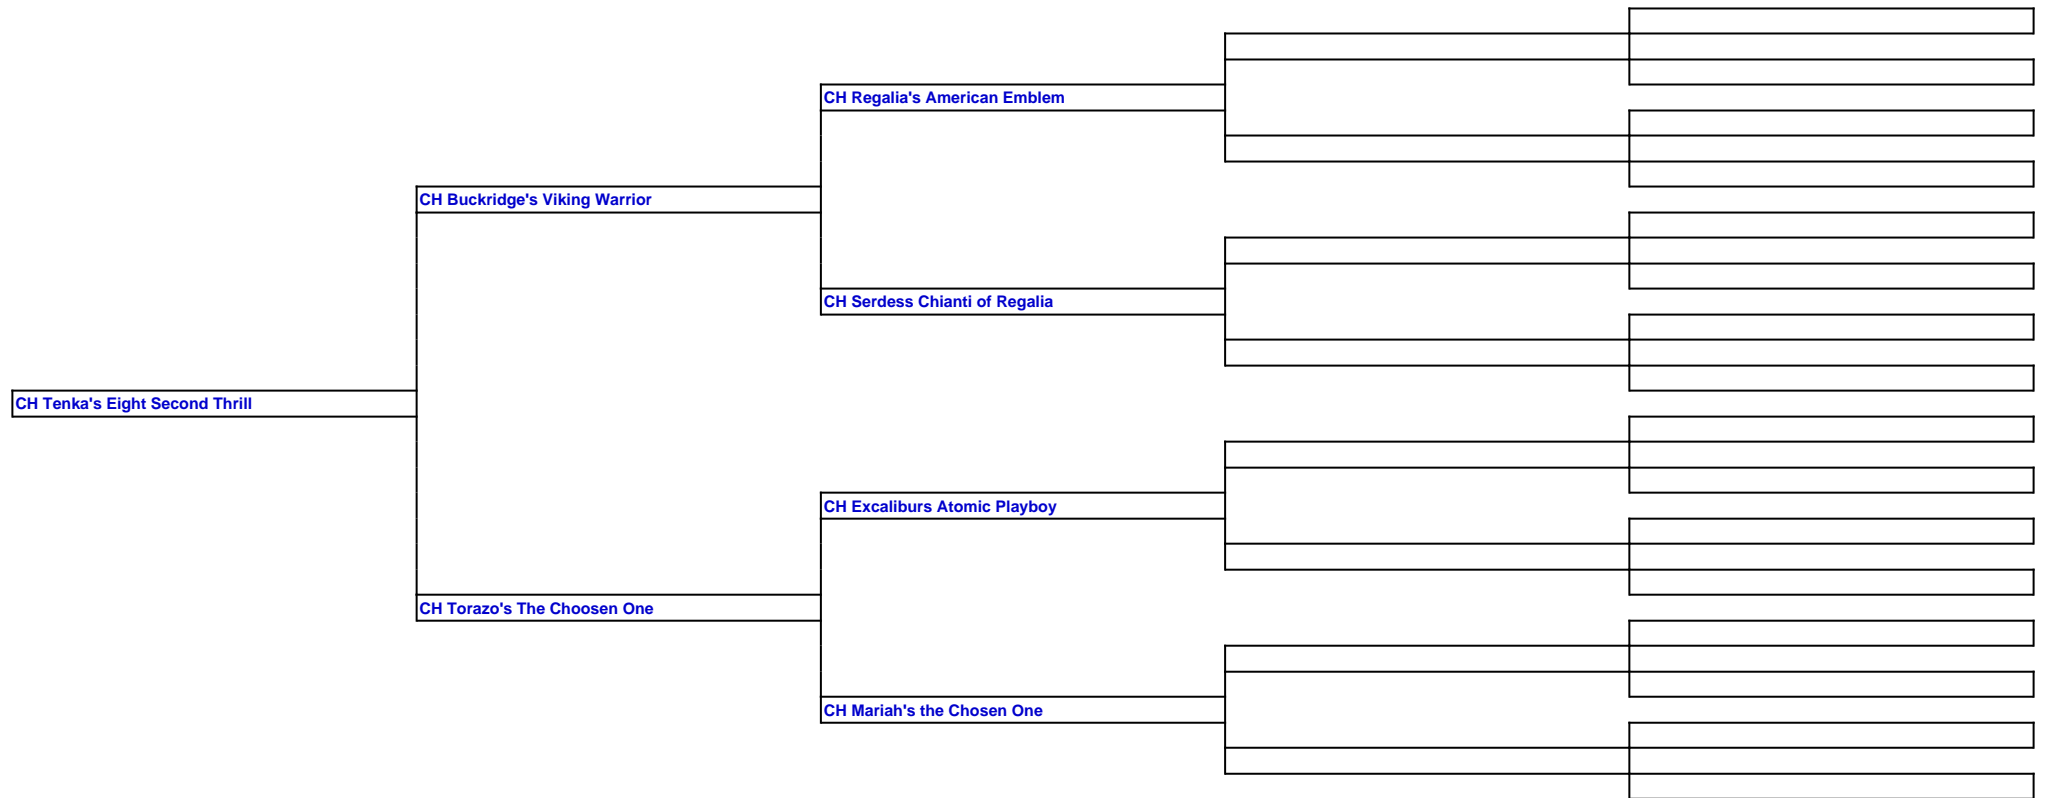 CH Regalia's American Emblem
CH Buckridge's Viking Warrior
CH Serdess Chianti of Regalia
CH Tenka's Eight Second Thrill
CH Excaliburs Atomic Playboy
CH Torazo's The Choosen One
CH Mariah's the Chosen One